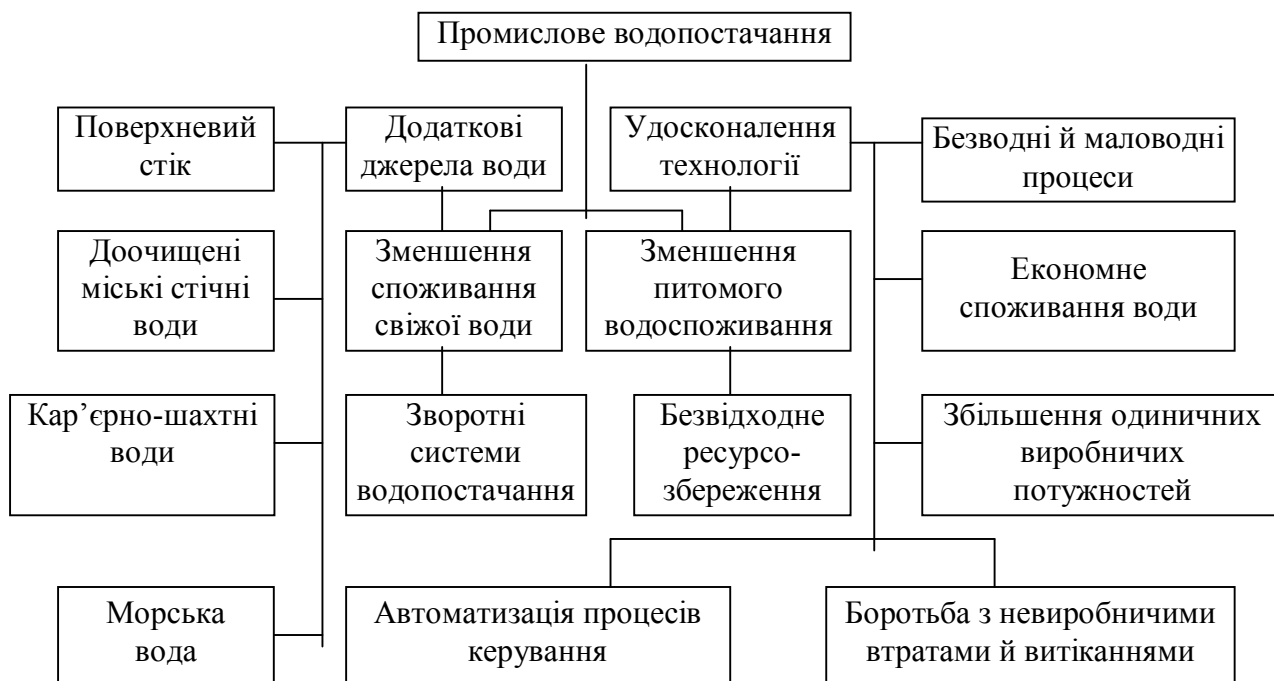 Промислове водопостачання
Поверхневий
стік
Додаткові
джерела води
Удосконалення
технології
Безводні й маловодні
процеси
Доочищені
міські стічні
води
Зменшення
споживання
свіжої води
Зменшення
питомого
водоспоживання
Економне
споживання води
Кар’єрно-шахтні
води
Зворотні
системи
водопостачання
Безвідходне
ресурсо-
збереження
Збільшення одиничних
виробничих
потужностей
Морська
вода
Автоматизація процесів
керування
Боротьба з невиробничими
втратами й витіканнями